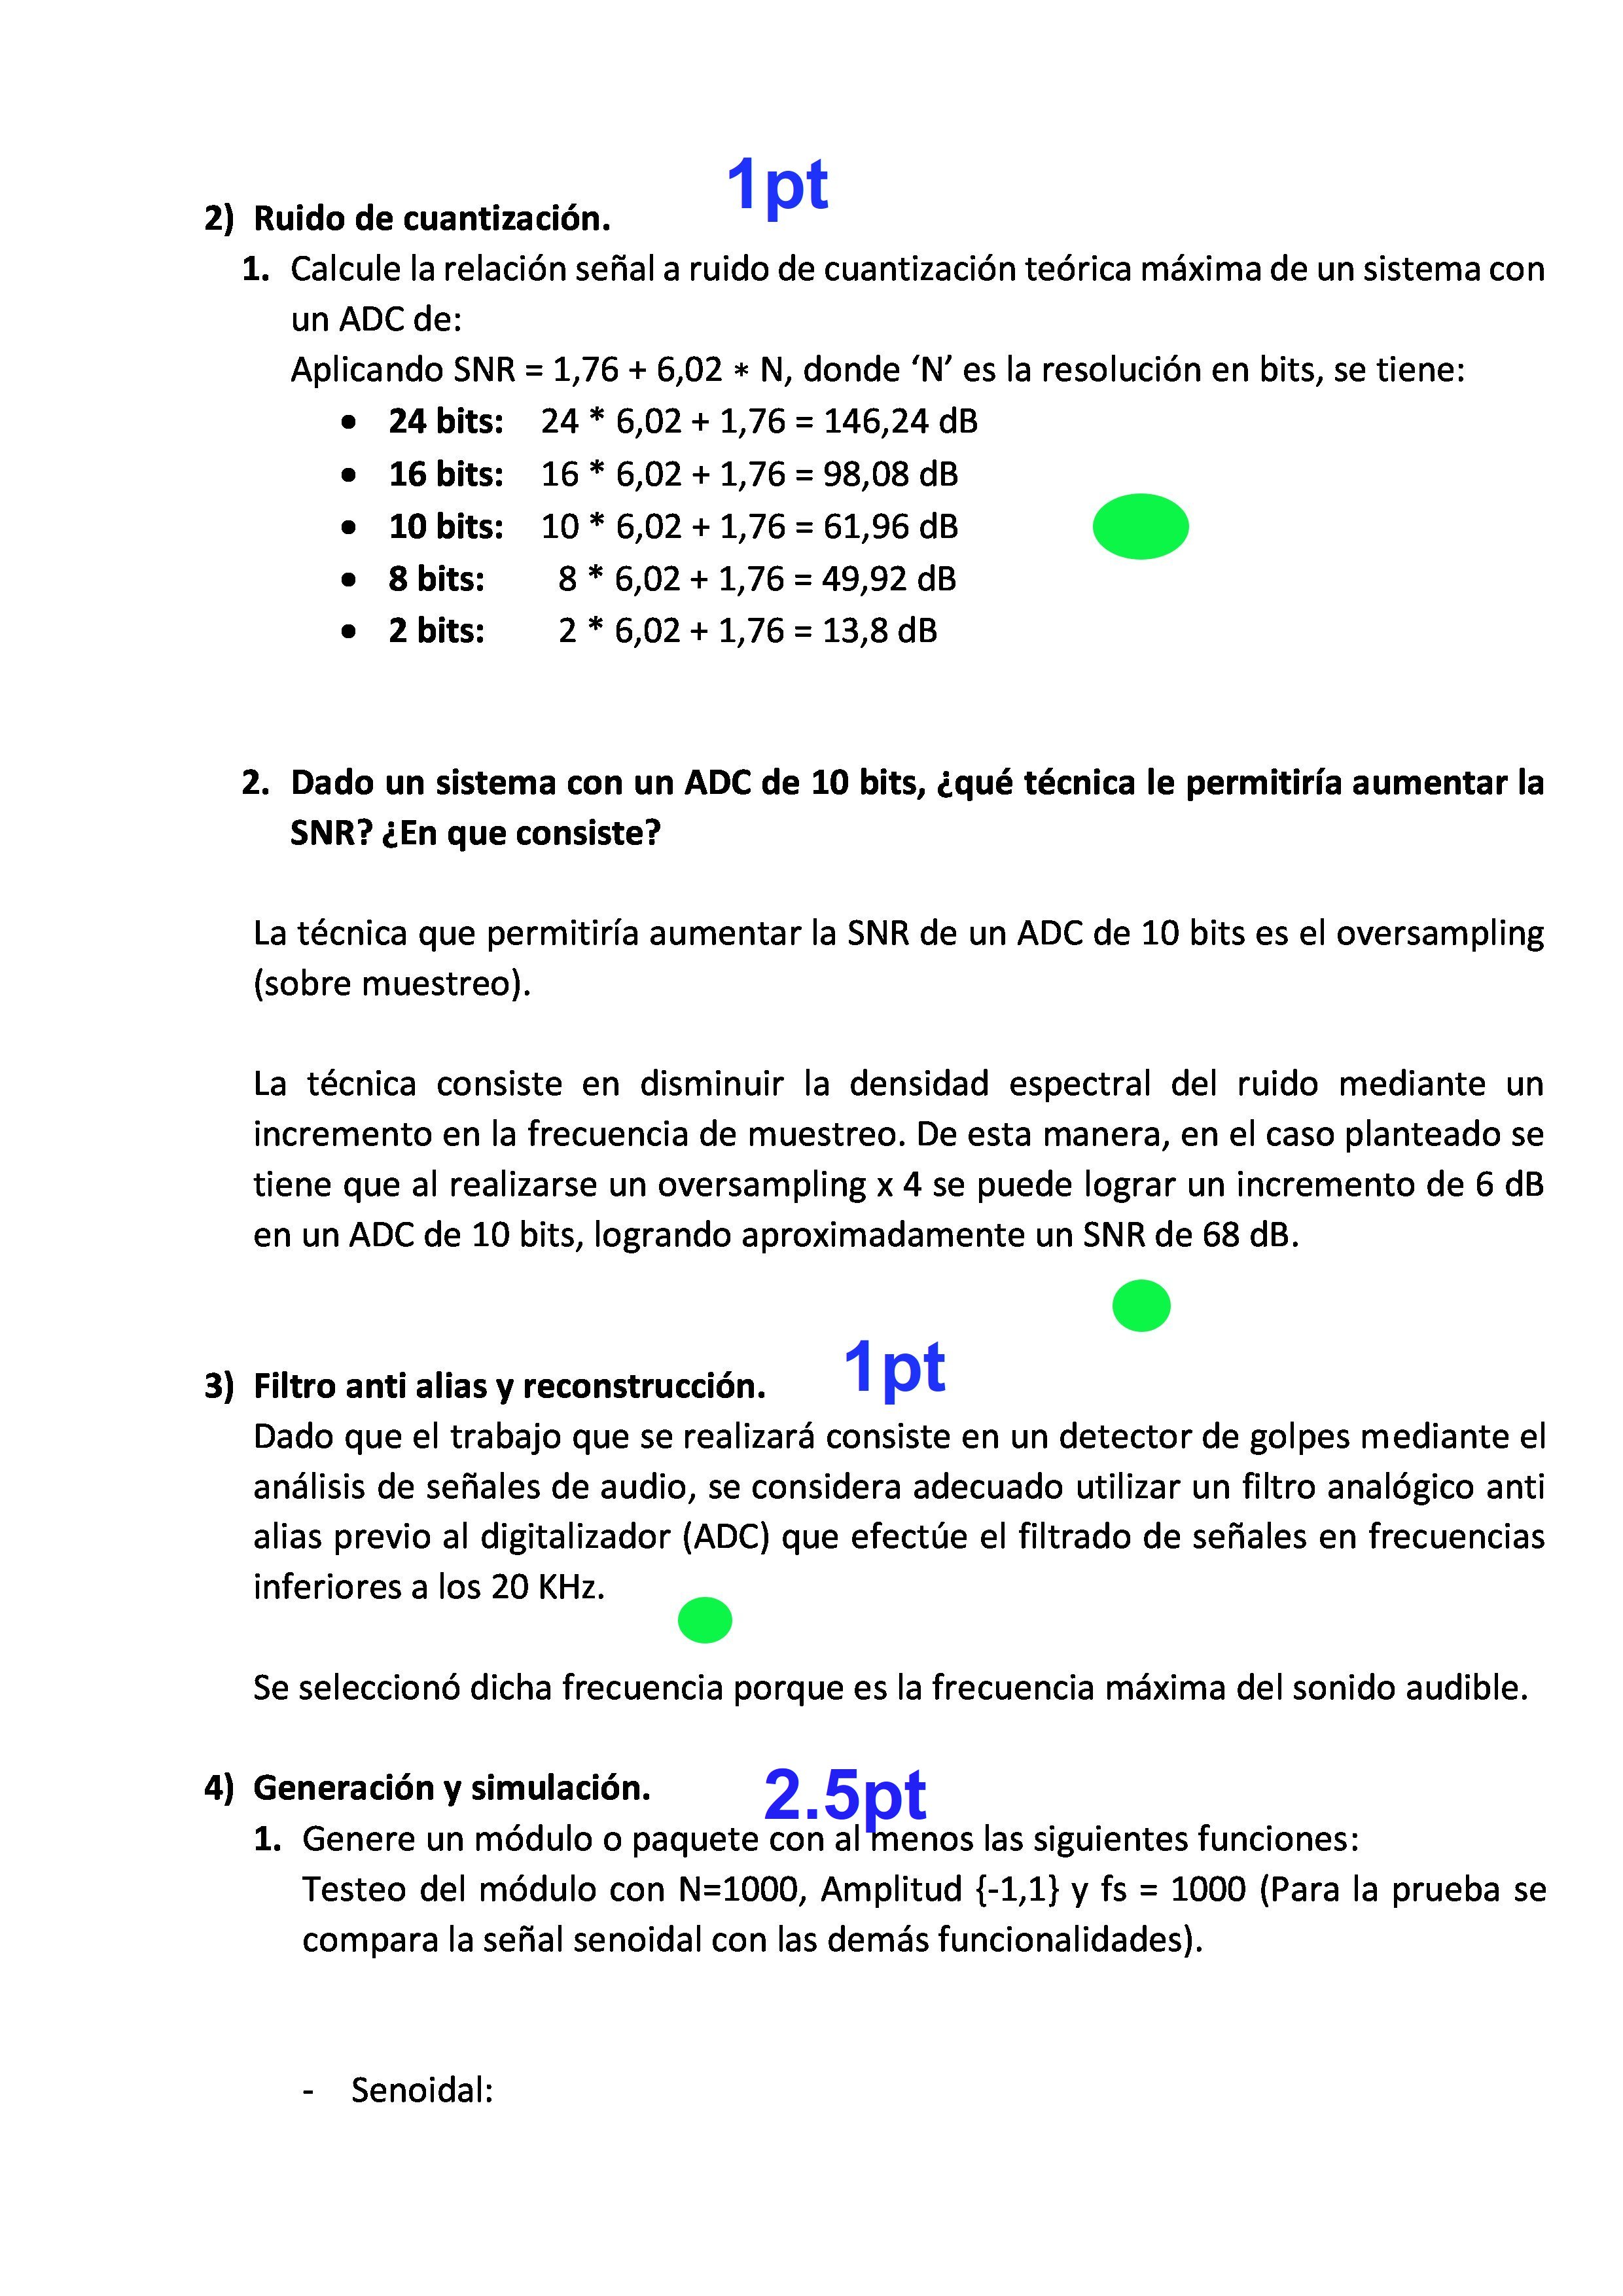 1pt
2) Ruido de cuantización.
1. Calcule la relación señal a ruido de cuantización teórica máxima de un sistema con
un ADC de:
Aplicando SNR = 1,76 + 6,02 * N, donde ‘N’ es la resolución en bits, se tiene:
• 24 bits: 24 * 6,02 + 1,76 = 146,24 dB
• 16 bits: 16 * 6,02 + 1,76 = 98,08 dB
• 10 bits: 10 * 6,02 + 1,76 = 61,96 dB
• 8 bits: 8 * 6,02 + 1,76 = 49,92 dB
• 2 bits: 2 * 6,02 + 1,76 = 13,8 dB
2. Dado un sistema con un ADC de 10 bits, ¿qué técnica le permitiría aumentar la
SNR? ¿En que consiste?
La técnica que permitiría aumentar la SNR de un ADC de 10 bits es el oversampling
(sobre muestreo).
La técnica consiste en disminuir la densidad espectral del ruido mediante un
incremento en la frecuencia de muestreo. De esta manera, en el caso planteado se
tiene que al realizarse un oversampling x 4 se puede lograr un incremento de 6 dB
en un ADC de 10 bits, logrando aproximadamente un SNR de 68 dB.
1pt
3) Filtro anti alias y reconstrucción.
Dado que el trabajo que se realizará consiste en un detector de golpes mediante el
análisis de señales de audio, se considera adecuado utilizar un filtro analógico anti
alias previo al digitalizador (ADC) que efectúe el filtrado de señales en frecuencias
inferiores a los 20 KHz.
Se seleccionó dicha frecuencia porque es la frecuencia máxima del sonido audible.
4) Generación y simulación.
2.5pt
1. Genere un módulo o paquete con al menos las siguientes funciones:
Testeo del módulo con N=1000, Amplitud {-1,1} y fs = 1000 (Para la prueba se
compara la señal senoidal con las demás funcionalidades).
- Senoidal: